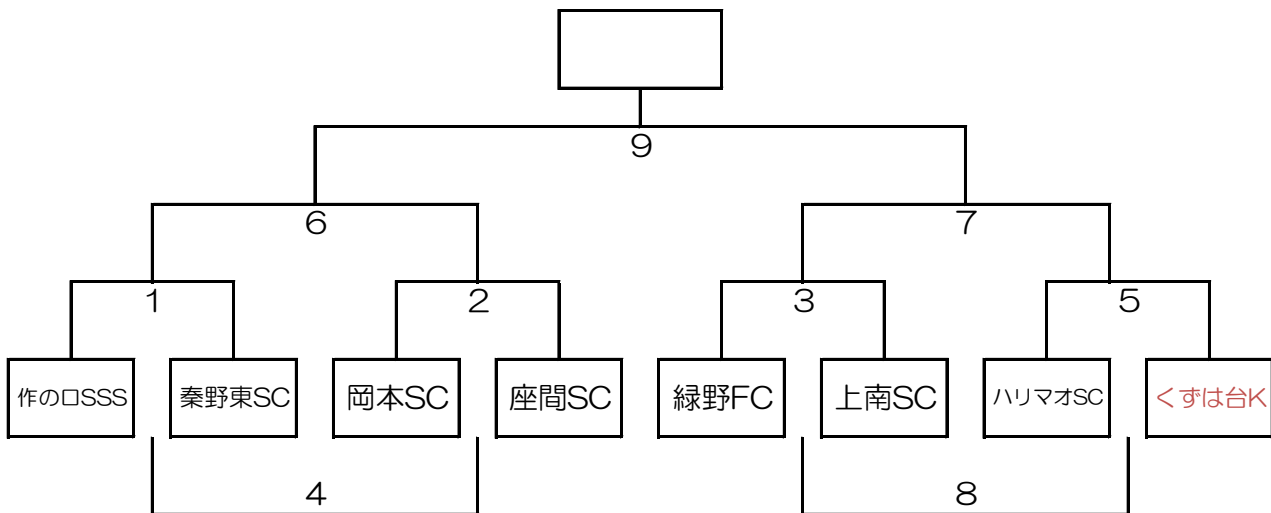 ９
６
７
１
２
３
５
作の口SSS
秦野東SC
岡本SC
座間SC
緑野FC
上南SC
ハリマオSC
くずは台K
４
８